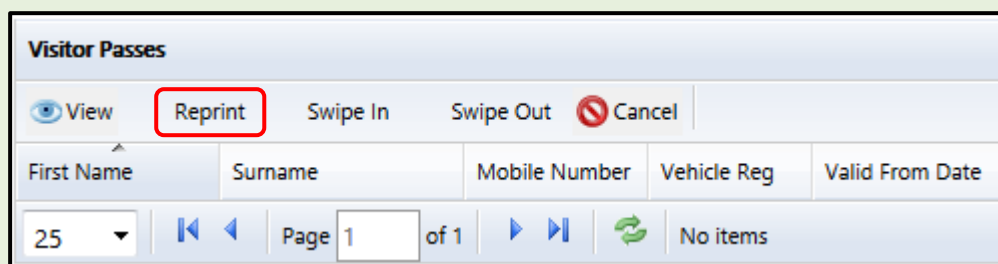 Visitor Passes
View Reprint Swipe In Swipe Out Cancel
First Name Surname Mobile Number Vehicle Reg Valid From Date
25 Page 1 of 1 No items